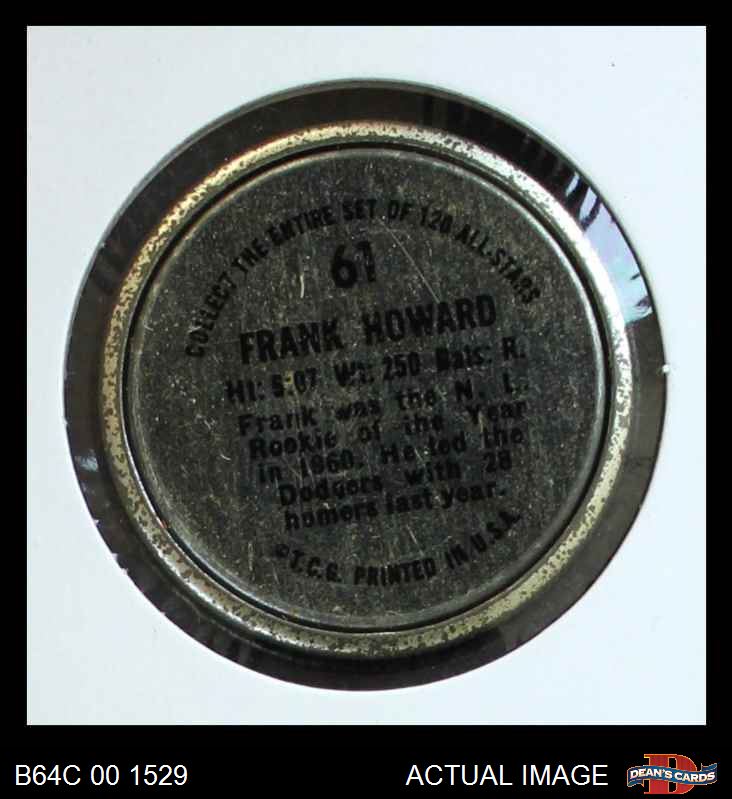 COLLECT THE ENTIRE SET OF 120 ALL-STARS
61
FRANK HOWARD
Ht: 6:07 Wt: 250 Bats: R.
Frank was the N. L.
Rookie of the Year
in 1960. He led the
Dodgers with 28
homers last year.
©T.C.G. PRINTED IN U.S.A.
B64C 00 1529
ACTUAL IMAGE
D
DEAN'S CARDS